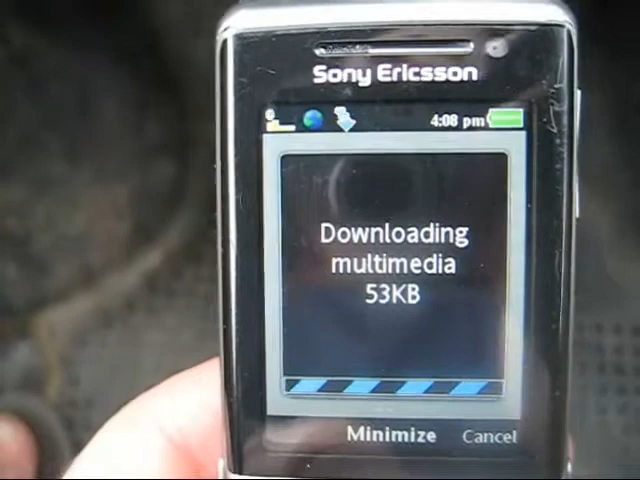 Sony Ericsson
4:08 pm
Downloading
multimedia
53KB
Minimize Cancel